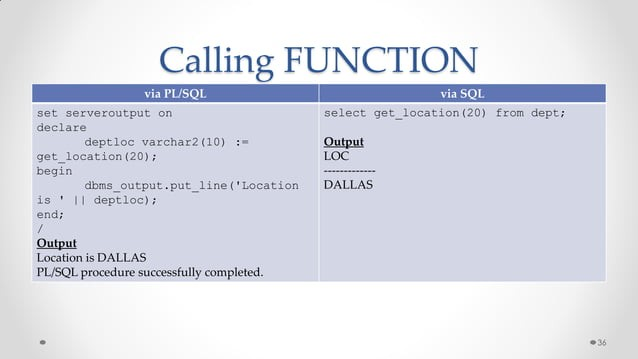 Calling FUNCTION
via PL/SQL
set serveroutput on
declare
deptloc varchar2(10) :=
get_location(20);
begin
dbms_output.put_line('Location
is ' || deptloc);
end;
/
Output
Location is DALLAS
PL/SQL procedure successfully completed.
via SQL
select get_location(20) from dept;
Output
LOC
-------------
DALLAS
36